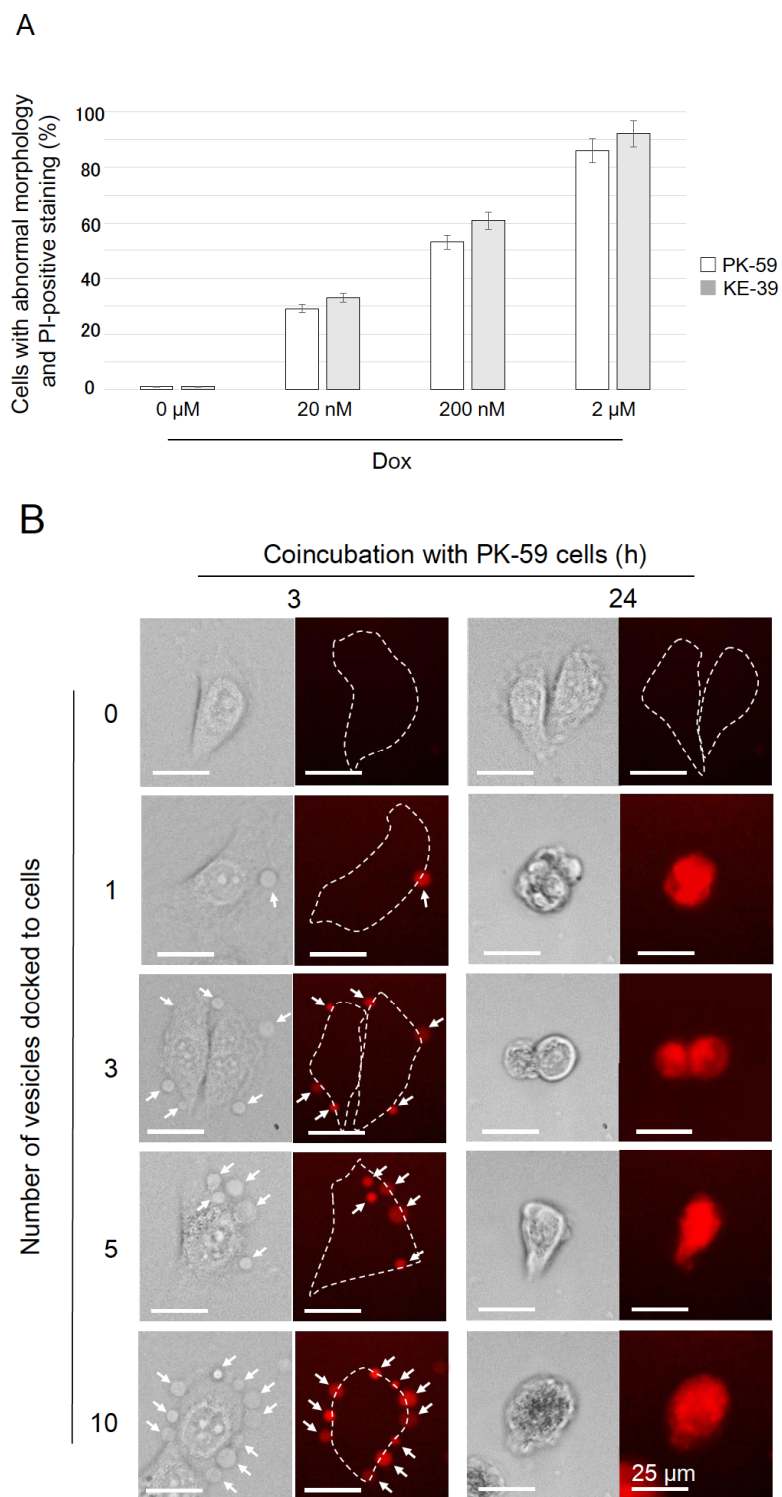 A
Cells with abnormal morphology
and PI-positive staining (%)
100
80
60
40
20
0
0 µM
20 nM
200 nM
2 µM
Dox
PK-59
KE-39
B
Coincubation with PK-59 cells (h)
3
24
Number of vesicles docked to cells
0
1
3
5
10
25 µm